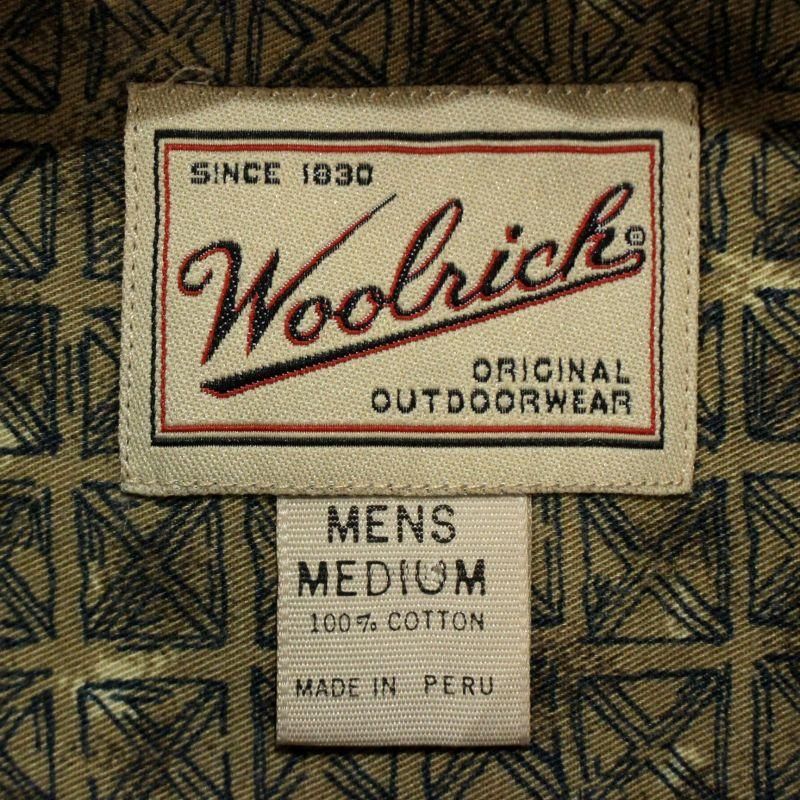 SINCE 1830
Woolrich®
ORIGINAL
OUTDOORWEAR
MENS
MEDIUM
100% COTTON
MADE IN PERU